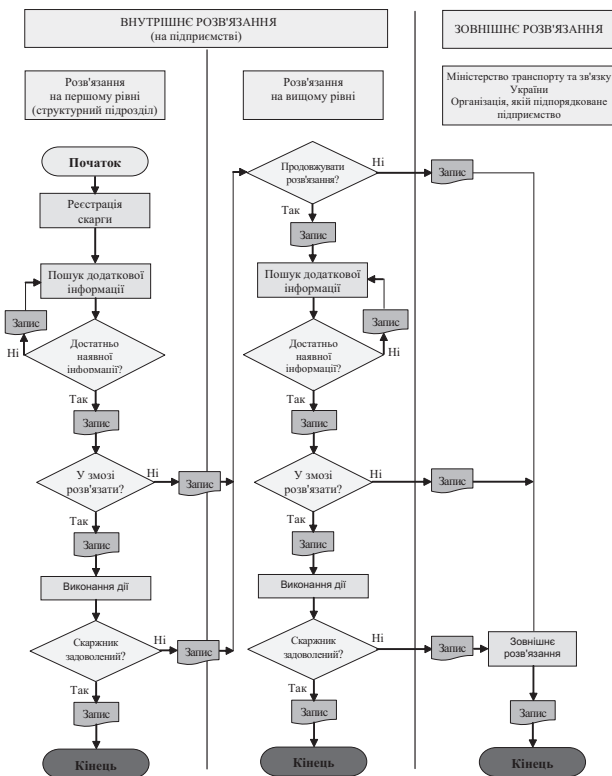 ВНУТРІШНЄ РОЗВ'ЯЗАННЯ
(на підприємстві)
ЗОВНІШНЄ РОЗВ'ЯЗАННЯ
Розв'язання
на першому рівні
(структурний підрозділ)
Розв'язання
на вищому рівні
Міністерство транспорту та зв'язку
України
Організація, якій підпорядковане
підприємство
Початок
Реєстрація
скарги
Пошук додаткової
інформації
Запис
Ні
Достатньо
наявної
інформації?
Так
Запис
У змозі
розв'язати?
Ні
Запис
Так
Запис
Виконання дії
Скаржник
задоволений?
Ні
Запис
Так
Запис
Кінець
Продовжувати
розв'язання?
Ні
Запис
Так
Запис
Пошук додаткової
інформації
Запис
Ні
Достатньо
наявної
інформації?
Так
Запис
У змозі
розв'язати?
Ні
Запис
Так
Запис
Виконання дії
Скаржник
задоволений?
Ні
Запис
Так
Запис
Кінець
Зовнішнє
розв'язання
Запис
Кінець